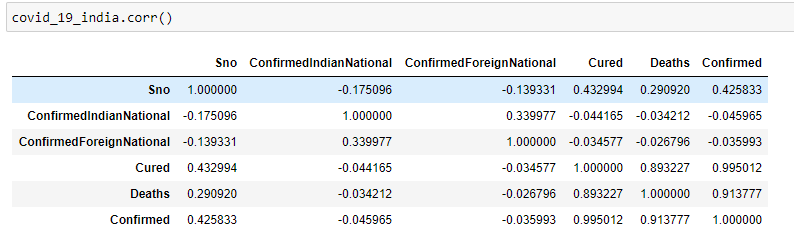 covid_19_india.corr()
Sno ConfirmedIndianNational ConfirmedForeignNational Cured Deaths Confirmed
Sno 1.000000 -0.175096 -0.139331 0.432994 0.290920 0.425833
ConfirmedIndianNational -0.175096 1.000000 0.339977 -0.044165 -0.034212 -0.045965
ConfirmedForeignNational -0.139331 0.339977 1.000000 -0.034577 -0.026796 -0.035993
Cured 0.432994 -0.044165 -0.034577 1.000000 0.893227 0.995012
Deaths 0.290920 -0.034212 -0.026796 0.893227 1.000000 0.913777
Confirmed 0.425833 -0.045965 -0.035993 0.995012 0.913777 1.000000